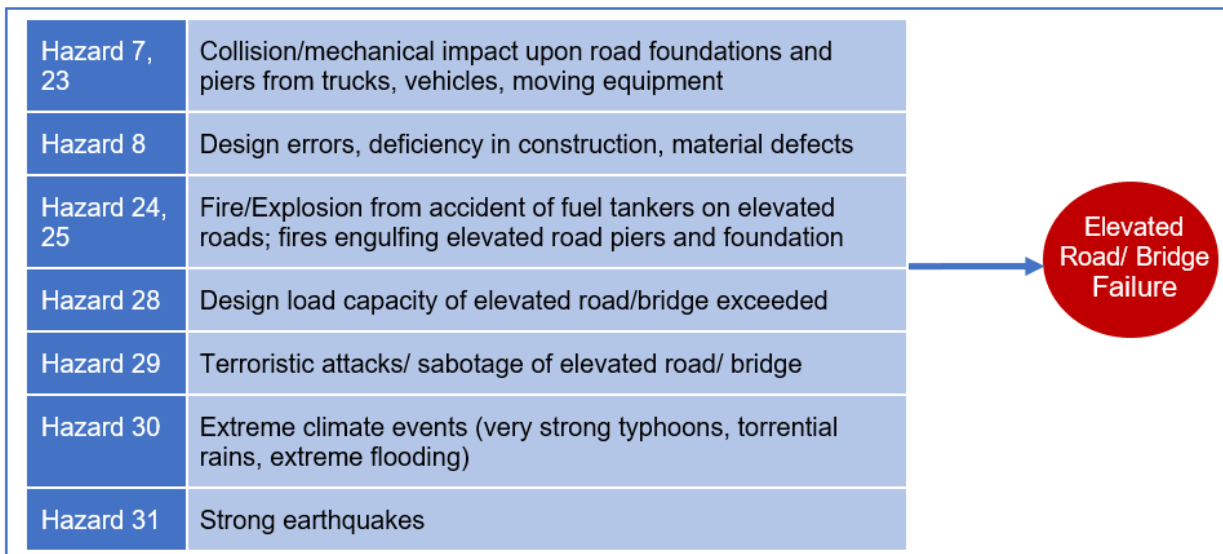 Hazard 7,
23
Collision/mechanical impact upon road foundations and
piers from trucks, vehicles, moving equipment
Hazard 8
Design errors, deficiency in construction, material defects
Hazard 24,
25
Fire/Explosion from accident of fuel tankers on elevated
roads; fires engulfing elevated road piers and foundation
Hazard 28
Design load capacity of elevated road/bridge exceeded
Hazard 29
Terroristic attacks/ sabotage of elevated road/ bridge
Hazard 30
Extreme climate events (very strong typhoons, torrential
rains, extreme flooding)
Hazard 31
Strong earthquakes
Elevated
Road/ Bridge
Failure